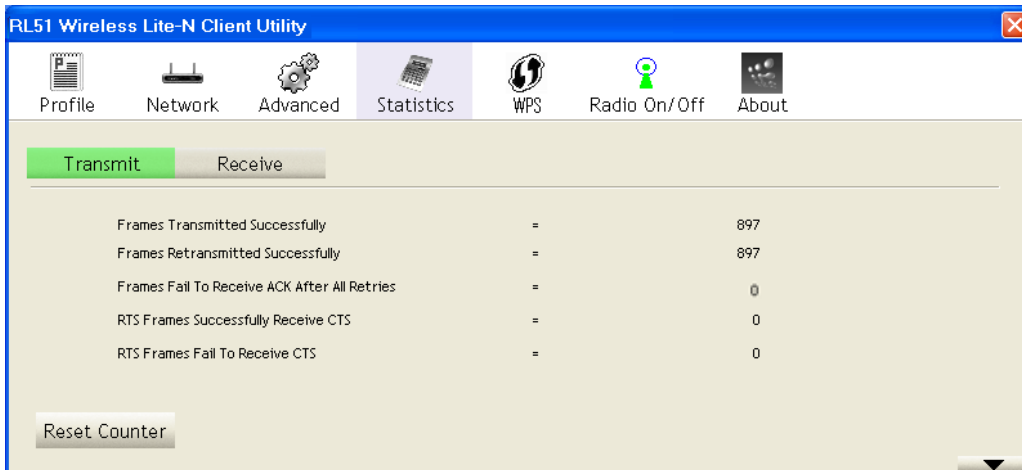 RL51 Wireless Lite-N Client Utility
Profile Network Advanced Statistics WPS Radio On/Off About
Transmit Receive
Frames Transmitted Successfully = 897
Frames Retransmitted Successfully = 897
Frames Fail To Receive ACK After All Retries = 0
RTS Frames Successfully Receive CTS = 0
RTS Frames Fail To Receive CTS = 0
Reset Counter